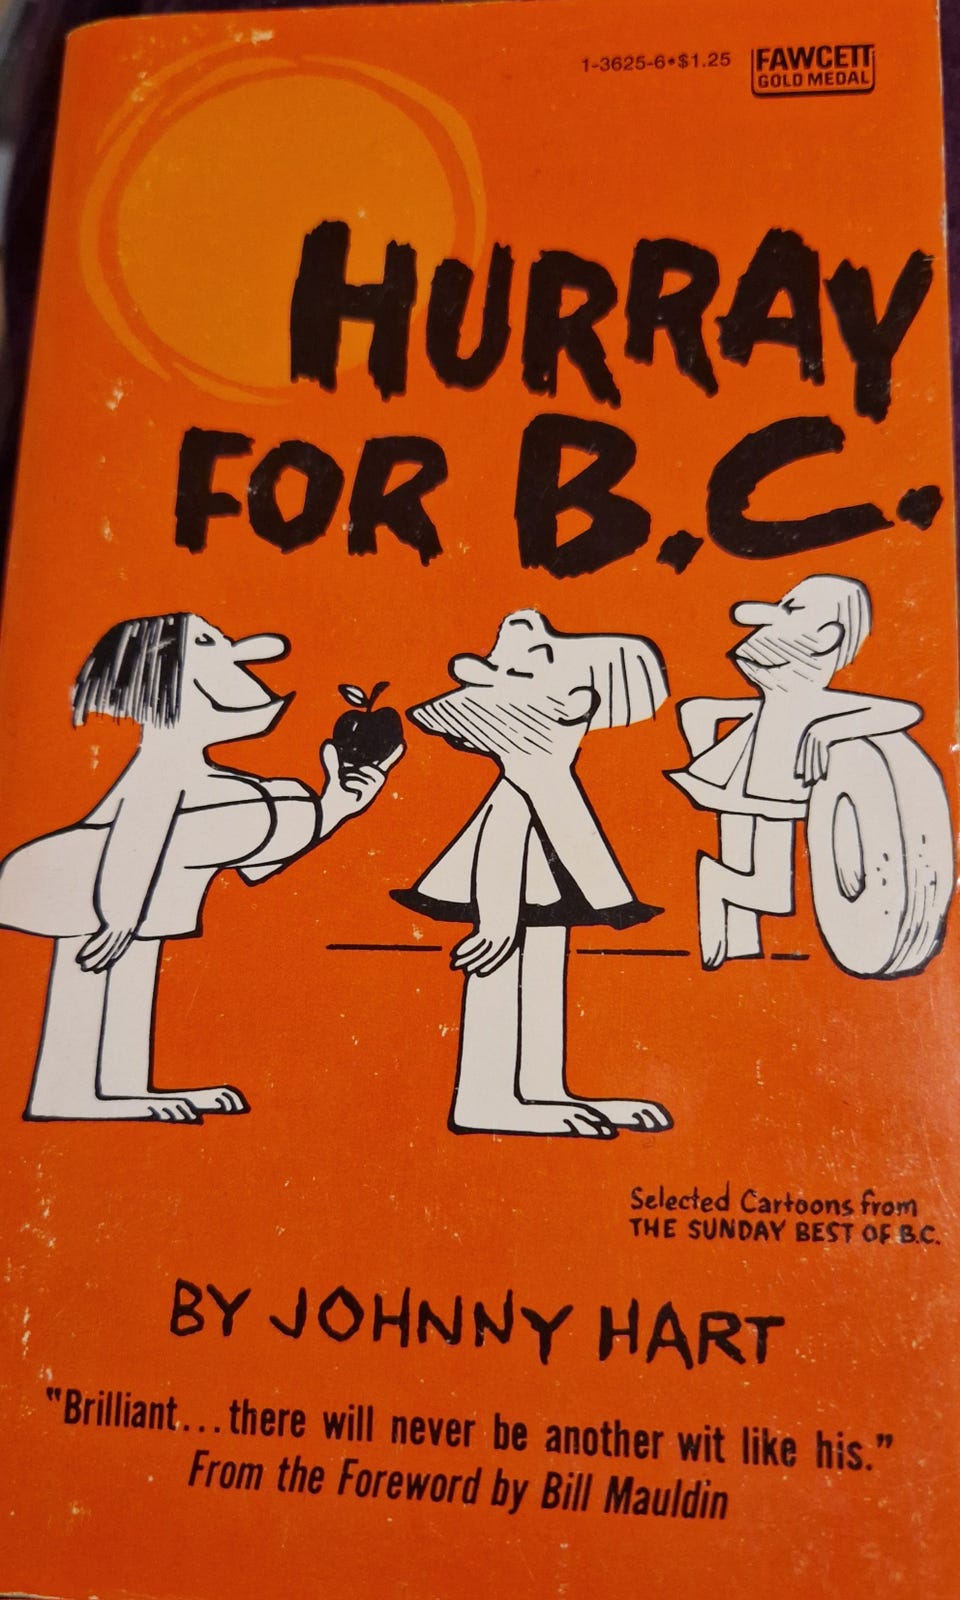 1-3625-6•$1.25
FAWCETT
GOLD MEDAL
HURRAY
FOR B.C.
Selected Cartoons from
THE SUNDAY BEST OF B.C.
BY JOHNNY HART
"Brilliant...there will never be another wit like his."
From the Foreword by Bill Mauldin